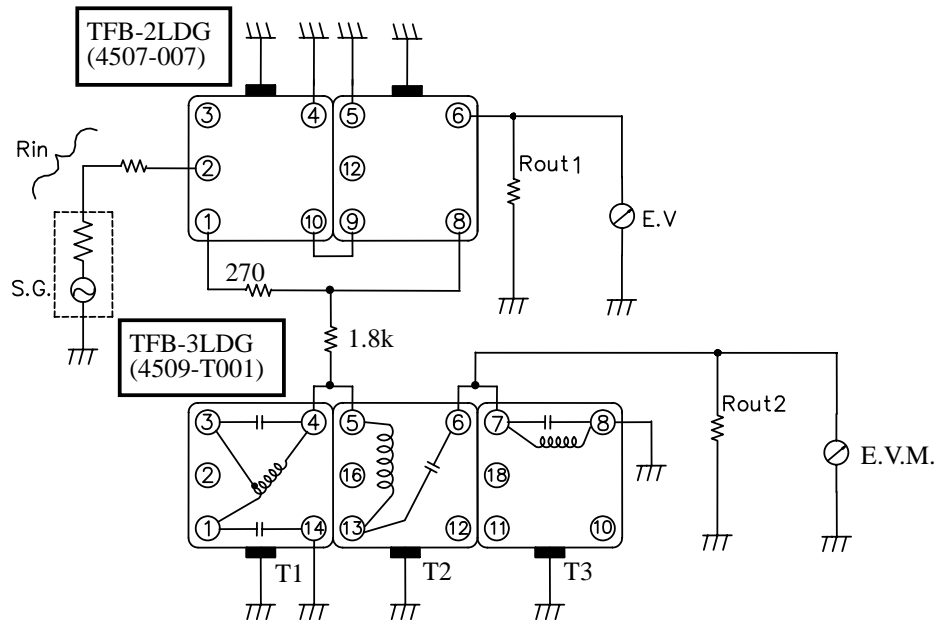 TFB-2LDG
(4507-007)
3 4 5 6
Rin
2 12
Rout1
E.V
1 10 9 8
270
S.G.
1.8k
TFB-3LDG
(4509-T001)
3 4 5 6 7 8
Rout2
2 16 18
E.V.M.
1 14 13 12 11 10
T1 T2 T3